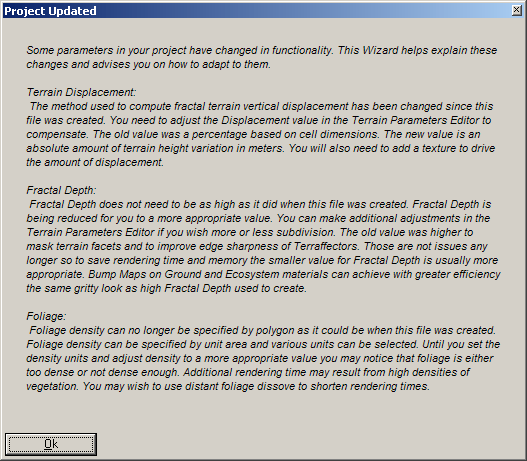 Project Updated
Some parameters in your project have changed in functionality. This Wizard helps explain these
changes and advises you on how to adapt to them.
Terrain Displacement:
The method used to compute fractal terrain vertical displacement has been changed since this
file was created. You need to adjust the Displacement value in the Terrain Parameters Editor to
compensate. The old value was a percentage based on cell dimensions. The new value is an
absolute amount of terrain height variation in meters. You will also need to add a texture to drive
the amount of displacement.
Fractal Depth:
Fractal Depth does not need to be as high as it did when this file was created. Fractal Depth is
being reduced for you to a more appropriate value. You can make additional adjustments in the
Terrain Parameters Editor if you wish more or less subdivision. The old value was higher to
mask terrain facets and to improve edge sharpness of Terraffectors. Those are not issues any
longer so to save rendering time and memory the smaller value for Fractal Depth is usually more
appropriate. Bump Maps on Ground and Ecosystem materials can achieve with greater efficiency
the same gritty look as high Fractal Depth used to create.
Foliage:
Foliage density can no longer be specified by polygon as it could be when this file was created.
Foliage density can be specified by unit area and various units can be selected. Until you set the
density units and adjust density to a more appropriate value you may notice that foliage is either
too dense or not dense enough. Additional rendering time may result from high densities of
vegetation. You may wish to use distant foliage dissove to shorten rendering times.
Ok